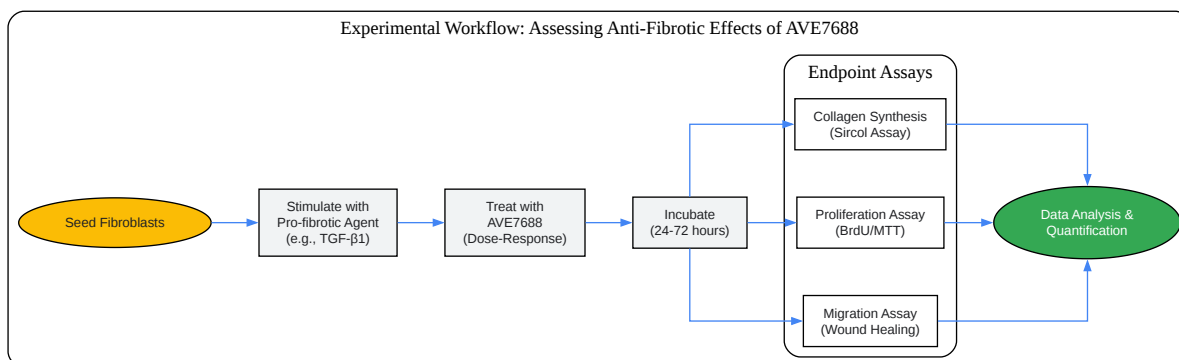 Experimental Workflow: Assessing Anti-Fibrotic Effects of AVE7688
Endpoint Assays
Seed Fibroblasts
Stimulate with
Pro-fibrotic Agent
(e.g., TGF-β1)
Treat with
AVE7688
(Dose-Response)
Incubate
(24-72 hours)
Collagen Synthesis
(Sircol Assay)
Proliferation Assay
(BrdU/MTT)
Migration Assay
(Wound Healing)
Data Analysis &
Quantification